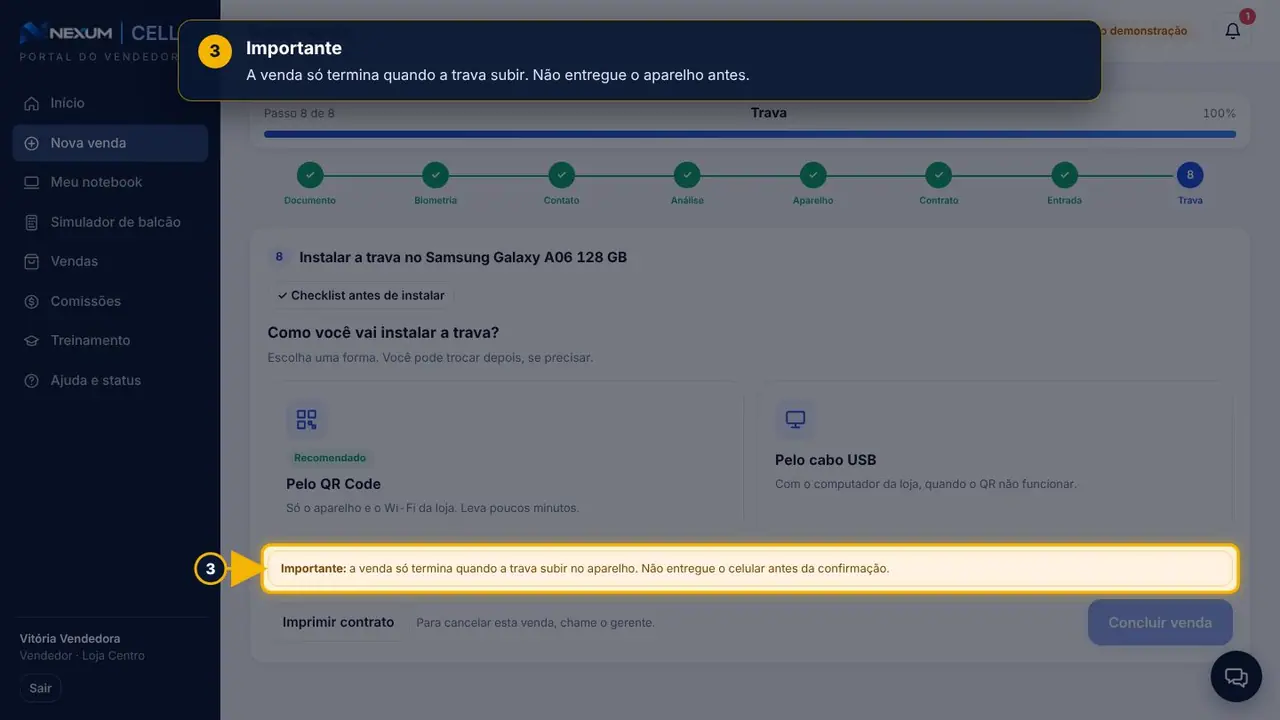 NEXUM | CELL
PORTAL DO VENDEDOR
3
Importante
A venda só termina quando a trava subir. Não entregue o aparelho antes.
o demonstração
1
Início
Nova venda
Meu notebook
Simulador de balcão
Vendas
Comissões
Treinamento
Ajuda e status
Passo 8 de 8
Trava
100%
8
Documento
Biometria
Contato
Análise
Aparelho
Contrato
Entrada
Trava
8 Instalar a trava no Samsung Galaxy A06 128 GB
✓ Checklist antes de instalar
Como você vai instalar a trava?
Escolha uma forma. Você pode trocar depois, se precisar.
Recomendado
Pelo QR Code
Só o aparelho e o Wi-Fi da loja. Leva poucos minutos.
Pelo cabo USB
Com o computador da loja, quando o QR não funcionar.
3
Importante: a venda só termina quando a trava subir no aparelho. Não entregue o celular antes da confirmação.
Imprimir contrato
Para cancelar esta venda, chame o gerente.
Concluir venda
Vitória Vendedora
Vendedor · Loja Centro
Sair